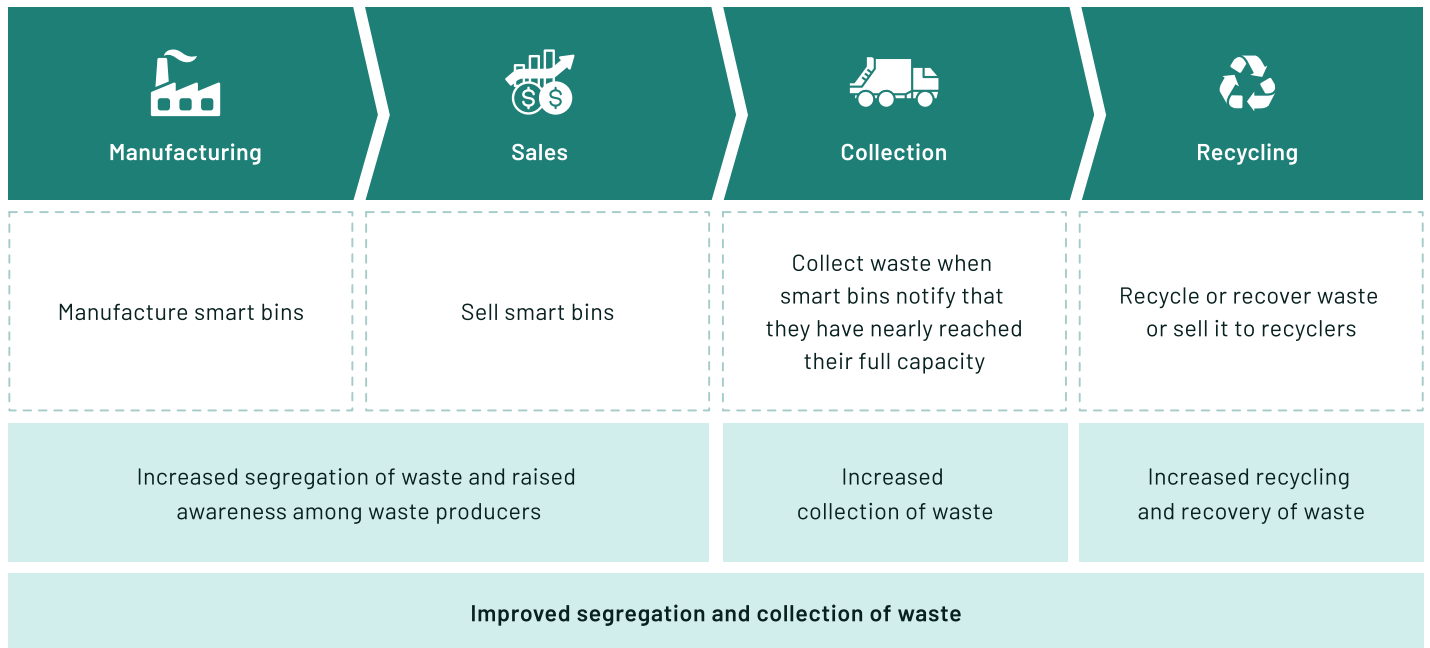 Manufacturing
Sales
Collection
Recycling
Manufacture smart bins
Sell smart bins
Collect waste when
smart bins notify that
they have nearly reached
their full capacity
Recycle or recover waste
or sell it to recyclers
Increased segregation of waste and raised
awareness among waste producers
Increased
collection of waste
Increased recycling
and recovery of waste
Improved segregation and collection of waste